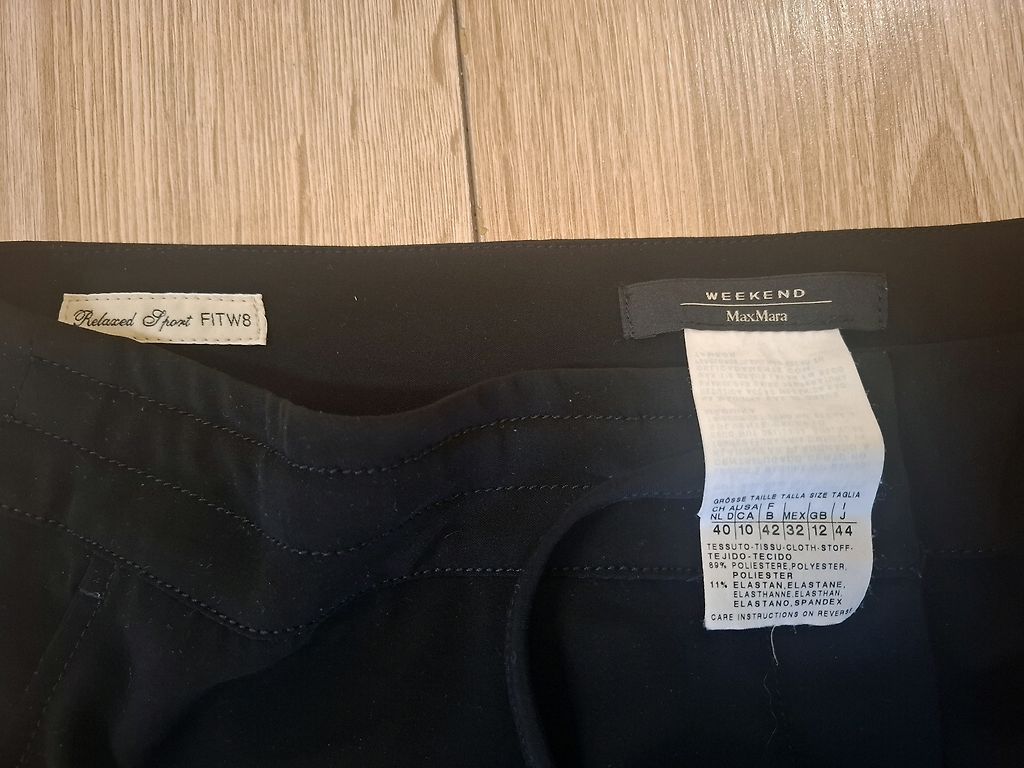 Relaxed Sport FITW8
WEEKEND
MaxMara
GRÖSSE TAILLE TALLA SIZE TAGLIA
CH A USA F I
NL D CA B MEX GB J
40 10 42 32 12 44
TESSUTO-TISSU-CLOTH-STOFF-
TEJIDO-TECIDO
89% POLIESTERE,POLYESTER,
POLIESTER
11% ELASTAN,ELASTANE,
ELASTHANNE,ELASTHAN,
ELASTANO,SPANDEX
CARE INSTRUCTIONS ON REVERSE